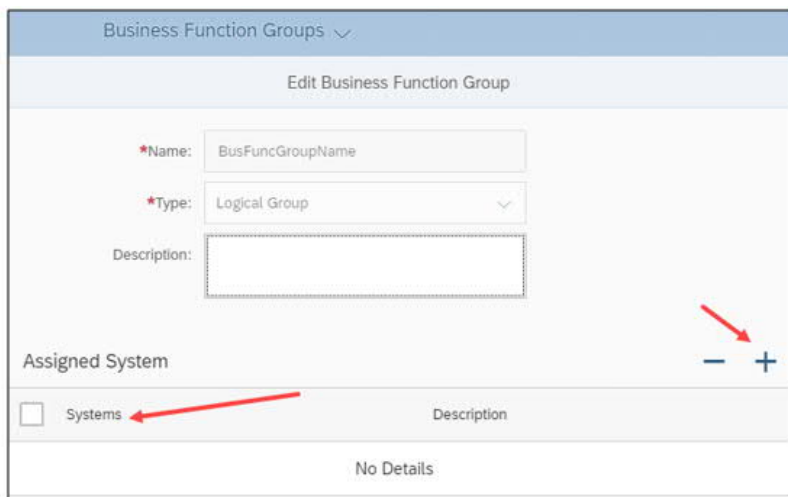 Business Function Groups
Edit Business Function Group
*Name: BusFuncGroupName
*Type: Logical Group
Description:
Assigned System
Systems Description
No Details